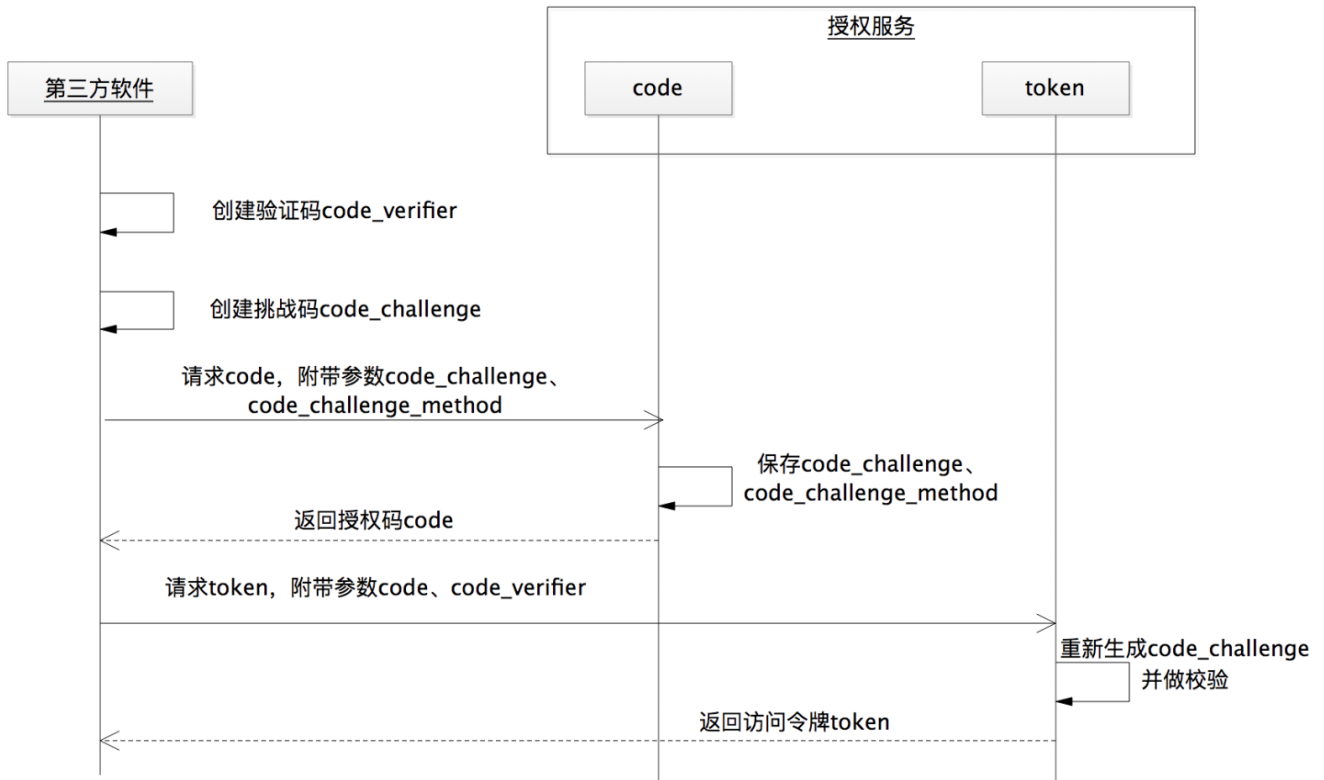 授权服务
第三方软件
code
token
创建验证码code_verifier
创建挑战码code_challenge
请求code，附带参数code_challenge、
code_challenge_method
保存code_challenge、
code_challenge_method
返回授权码code
请求token，附带参数code、code_verifier
重新生成code_challenge
并做校验
返回访问令牌token